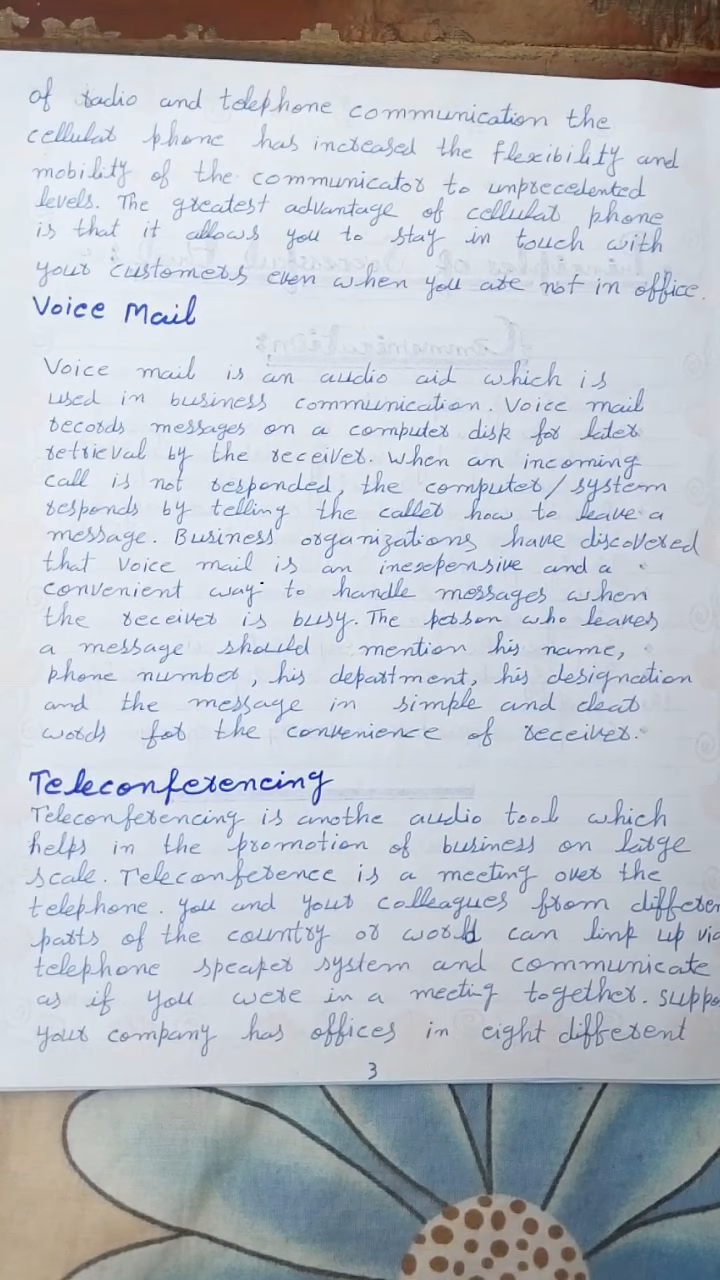 of radio and telephone communication the
cellular phone has increased the flexibility and
mobility of the communicator to unprecedented
levels. The greatest advantage of cellular phone
is that it allows you to stay in touch with
your customers even when you are not in office.
Voice Mail
Voice mail is an audio aid which is
used in business communication. Voice mail
records messages on a computer disk for later
retrieval by the receiver. When an incoming
call is not responded, the computer/system
responds by telling the caller how to leave a
message. Business organizations have discovered
that voice mail is an inexpensive and a
convenient way to handle messages when
the receiver is busy. The person who leaves
a message should mention his name,
phone number, his department, his designation
and the message in simple and clear
words for the convenience of receiver.
Teleconferencing
Teleconferencing is anothe audio tool which
helps in the promotion of business on large
scale. Teleconference is a meeting over the
telephone. you and your colleagues from differen
parts of the country or world can link up via
telephone speaker system and communicate
as if you were in a meeting together. suppo
your company has offices in eight different
3